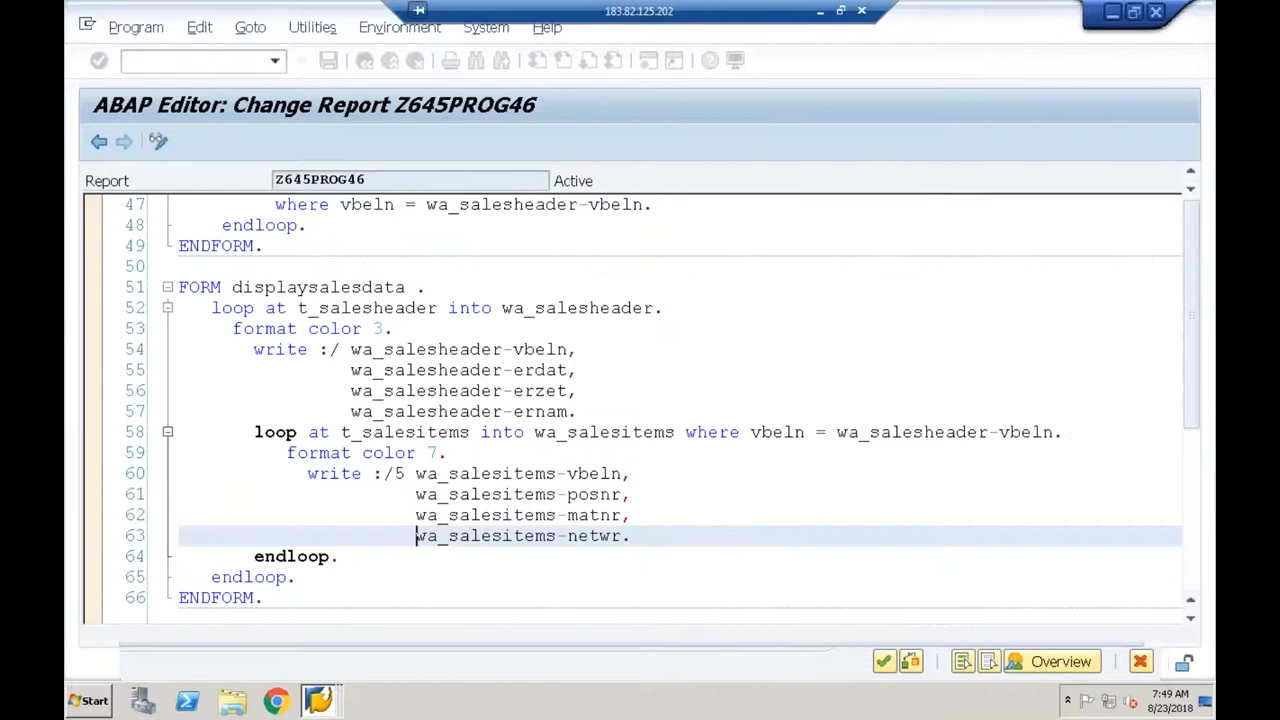 183.82.125.202
Program Edit Goto Utilities Environment System Help
ABAP Editor: Change Report Z645PROG46
Report Z645PROG46 Active
47 where vbeln = wa_salesheader-vbeln.
48 endloop.
49 ENDFORM.
50
51 FORM displaysalesdata .
52 loop at t_salesheader into wa_salesheader.
53 format color 3.
54 write :/ wa_salesheader-vbeln,
55 wa_salesheader-erdat,
56 wa_salesheader-erzet,
57 wa_salesheader-ernam.
58 loop at t_salesitems into wa_salesitems where vbeln = wa_salesheader-vbeln.
59 format color 7.
60 write :/5 wa_salesitems-vbeln,
61 wa_salesitems-posnr,
62 wa_salesitems-matnr,
63 wa_salesitems-netwr.
64 endloop.
65 endloop.
66 ENDFORM.
Overview
Start
7:49 AM
8/23/2018